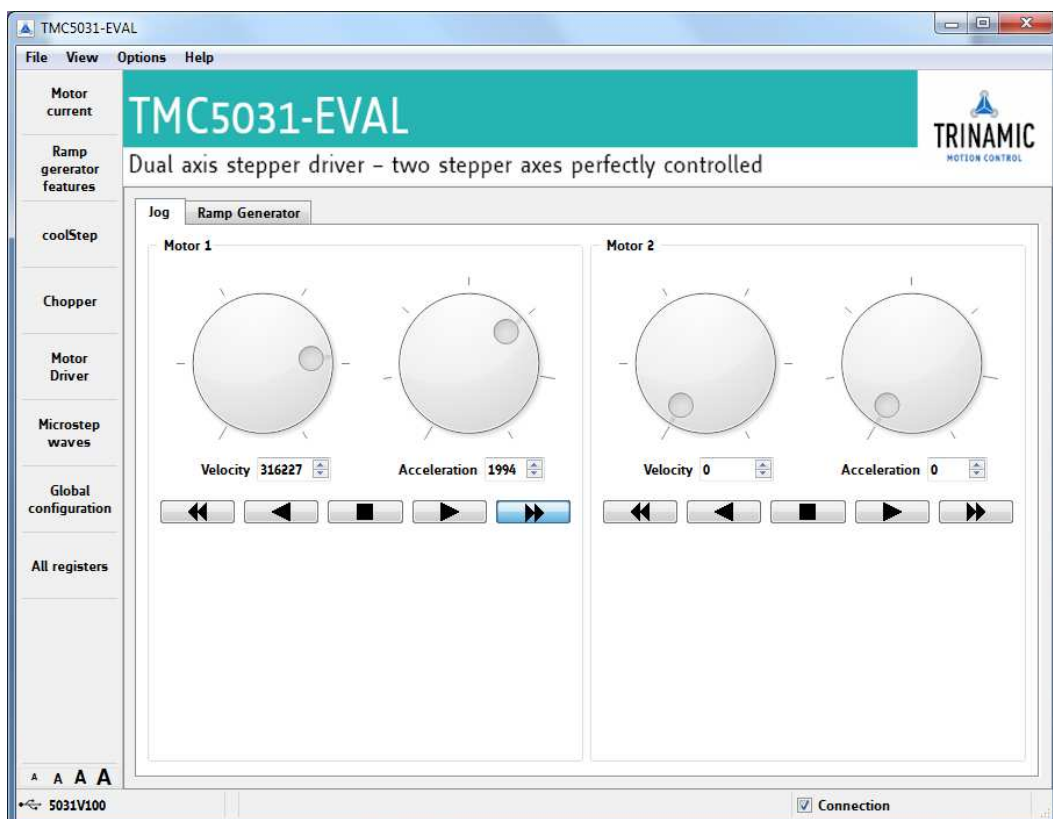 TMC5031-EVAL
File View Options Help
Motor
current
Ramp
gererator
features
coolStep
Chopper
Motor
Driver
Microstep
waves
Global
configuration
All registers
A A A A
TMC5031-EVAL
TRINAMIC
MOTION CONTROL
Dual axis stepper driver – two stepper axes perfectly controlled
Jog Ramp Generator
Motor 1
Velocity 316227 Acceleration 1994
Motor 2
Velocity 0 Acceleration 0
5031V100 Connection